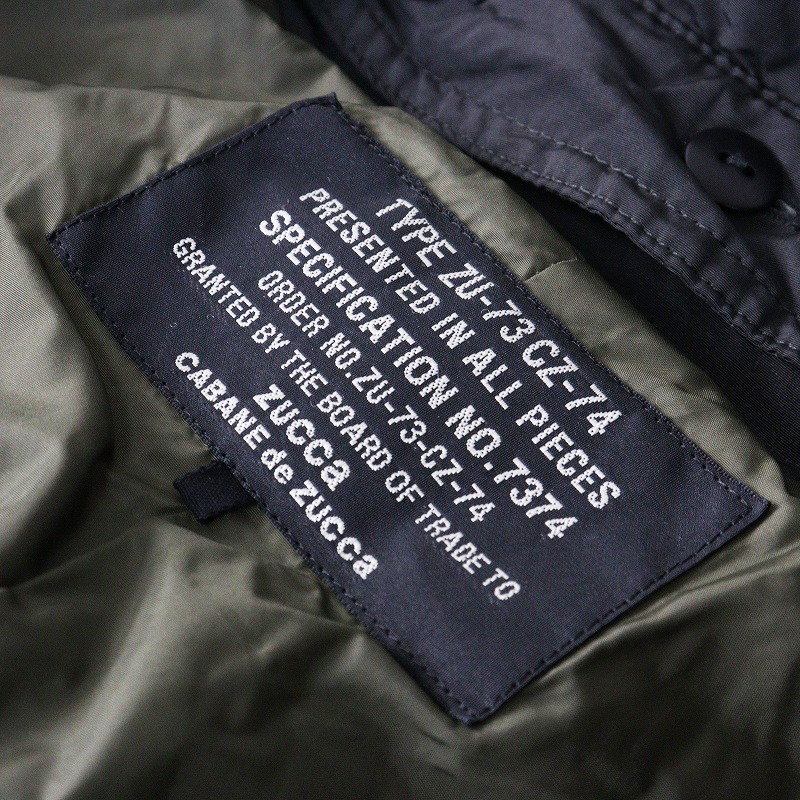 TYPE ZU-73 CZ-74
PRESENTED IN ALL PIECES
SPECIFICATION NO.7374
ORDER NO.ZU-73-CZ-74
GRANTED BY THE BOARD OF TRADE TO
ZUCCa
CABANE de ZUCCa